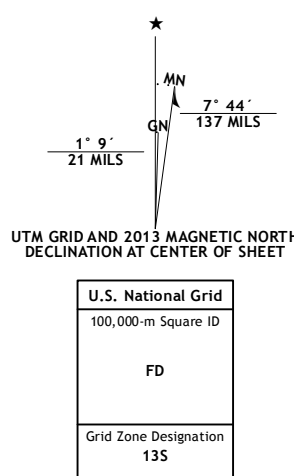 ★
MN
7° 44´
137 MILS
GN
1° 9´
21 MILS
UTM GRID AND 2013 MAGNETIC NORTH
DECLINATION AT CENTER OF SHEET
U.S. National Grid
100,000-m Square ID
FD
Grid Zone Designation
13S